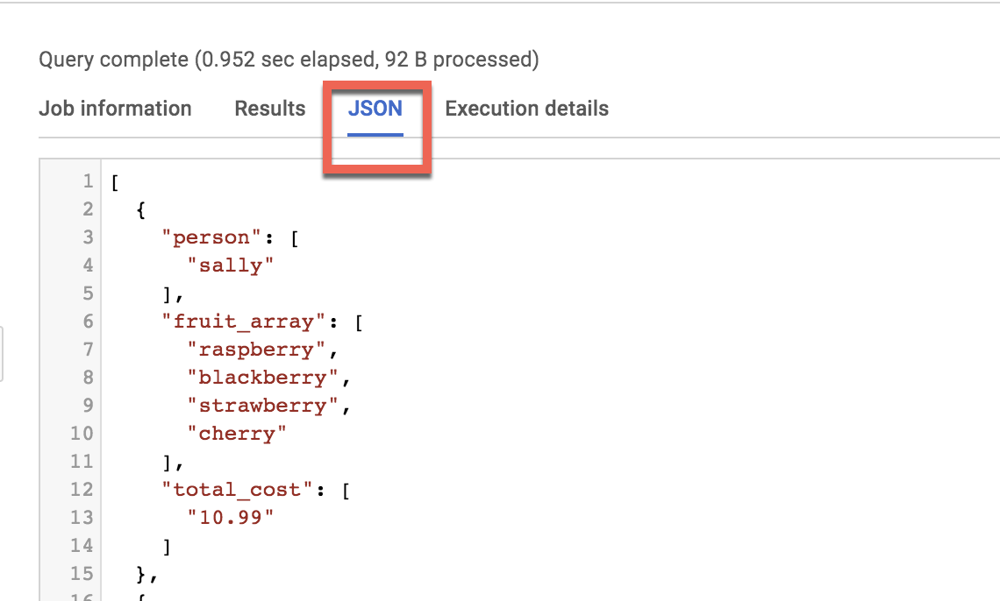 Query complete (0.952 sec elapsed, 92 B processed)
Job information Results JSON Execution details
1 [
2 {
3 "person": [
4 "sally"
5 ],
6 "fruit_array": [
7 "raspberry",
8 "blackberry",
9 "strawberry",
10 "cherry"
11 ],
12 "total_cost": [
13 "10.99"
14 ]
15 },
16 {